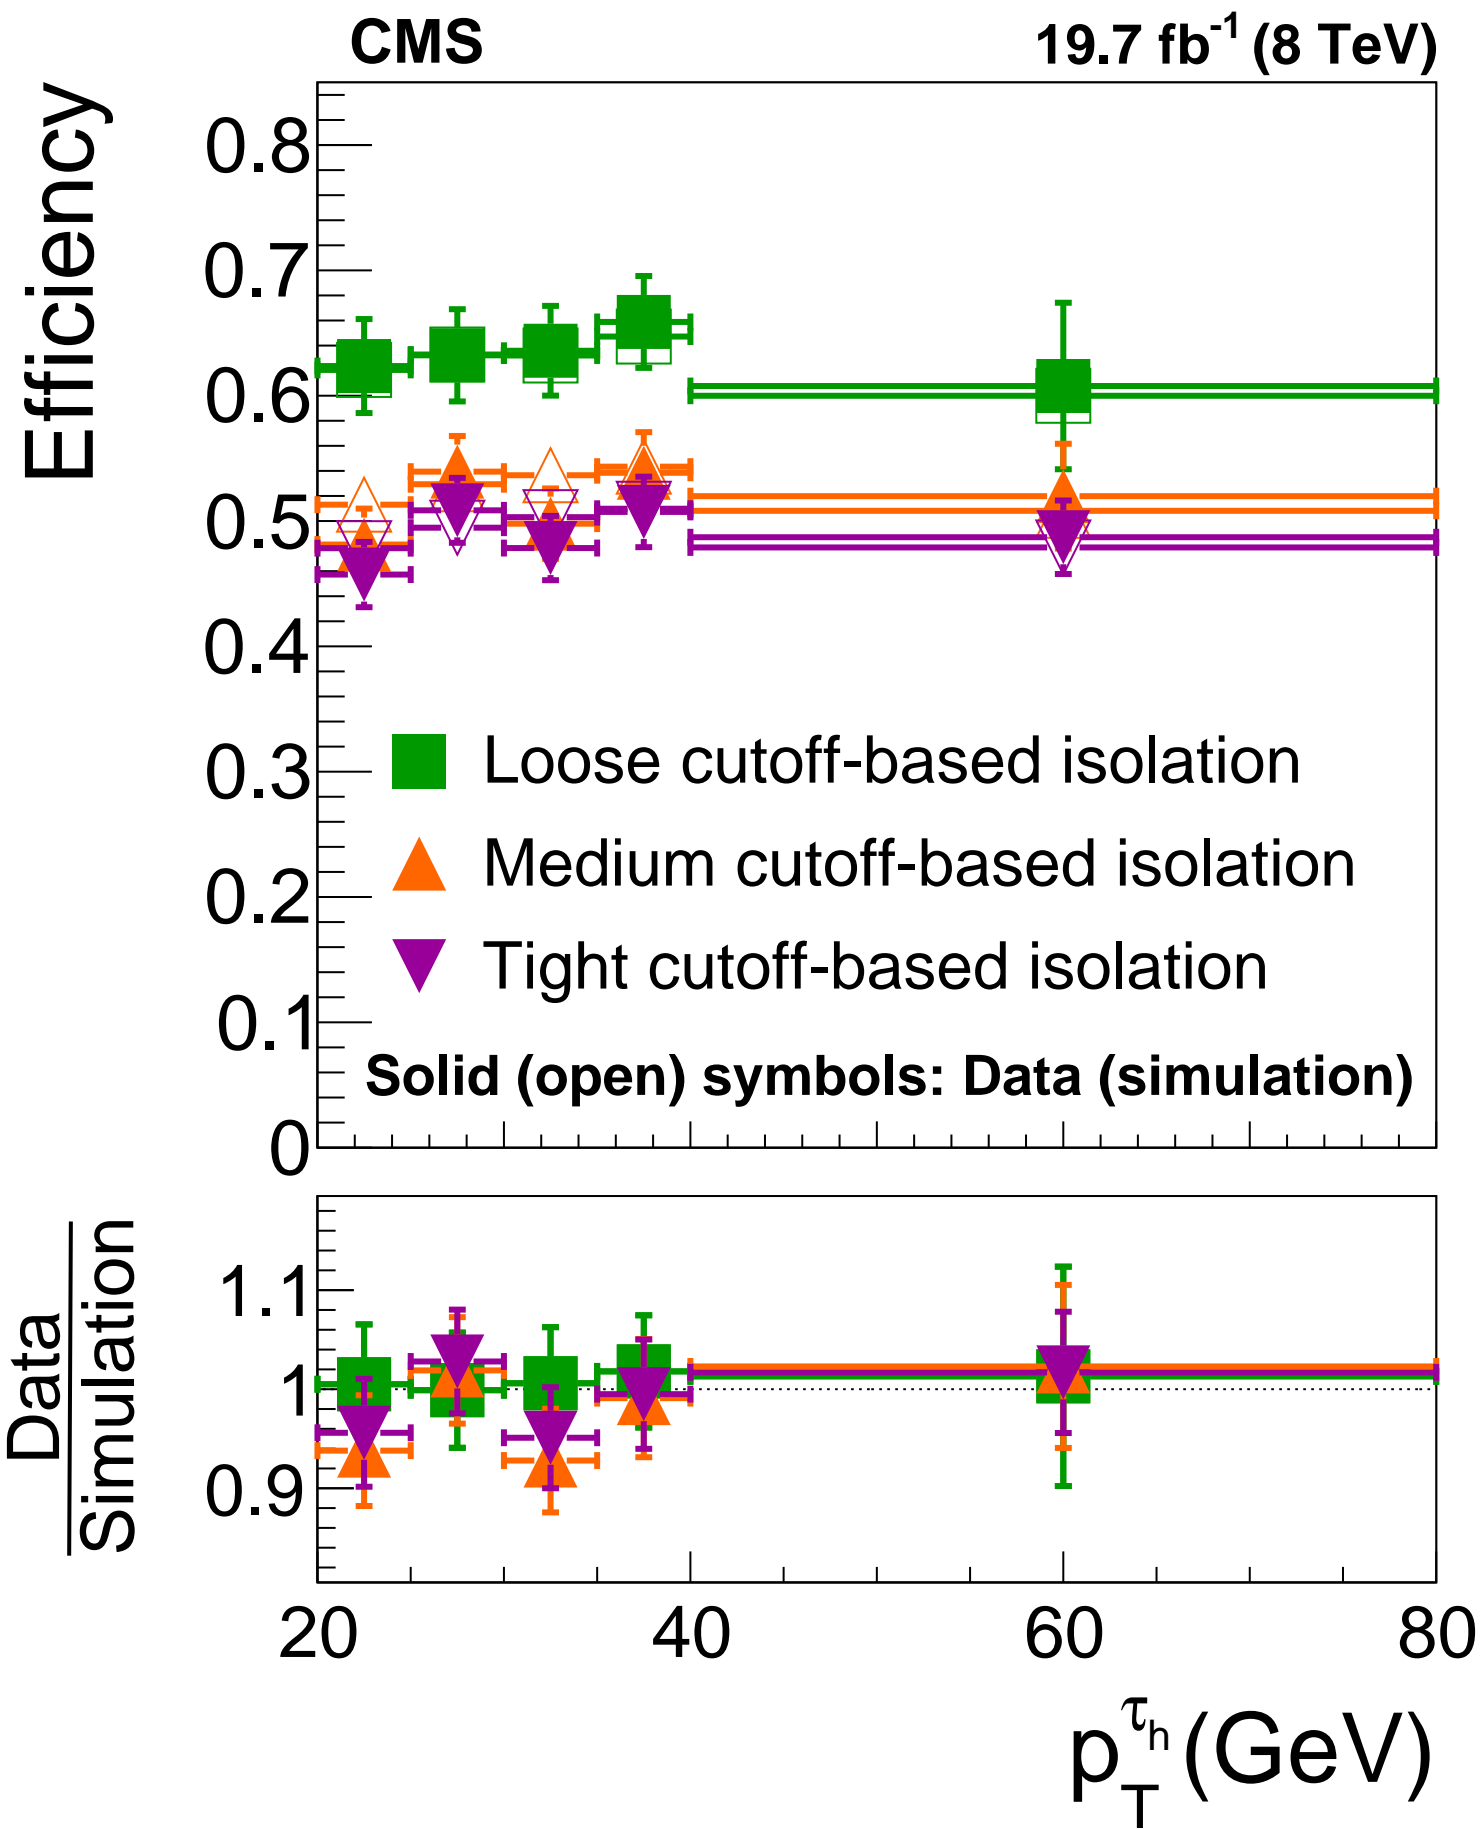 CMS 19.7 fb⁻¹ (8 TeV)
Efficiency
0.8
0.7
0.6
0.5
0.4
0.3
0.2
0.1
0
Loose cutoff-based isolation
Medium cutoff-based isolation
Tight cutoff-based isolation
Solid (open) symbols: Data (simulation)
Data
Simulation
1.1
1
0.9
20 40 60 80
p_T^τ_h (GeV)